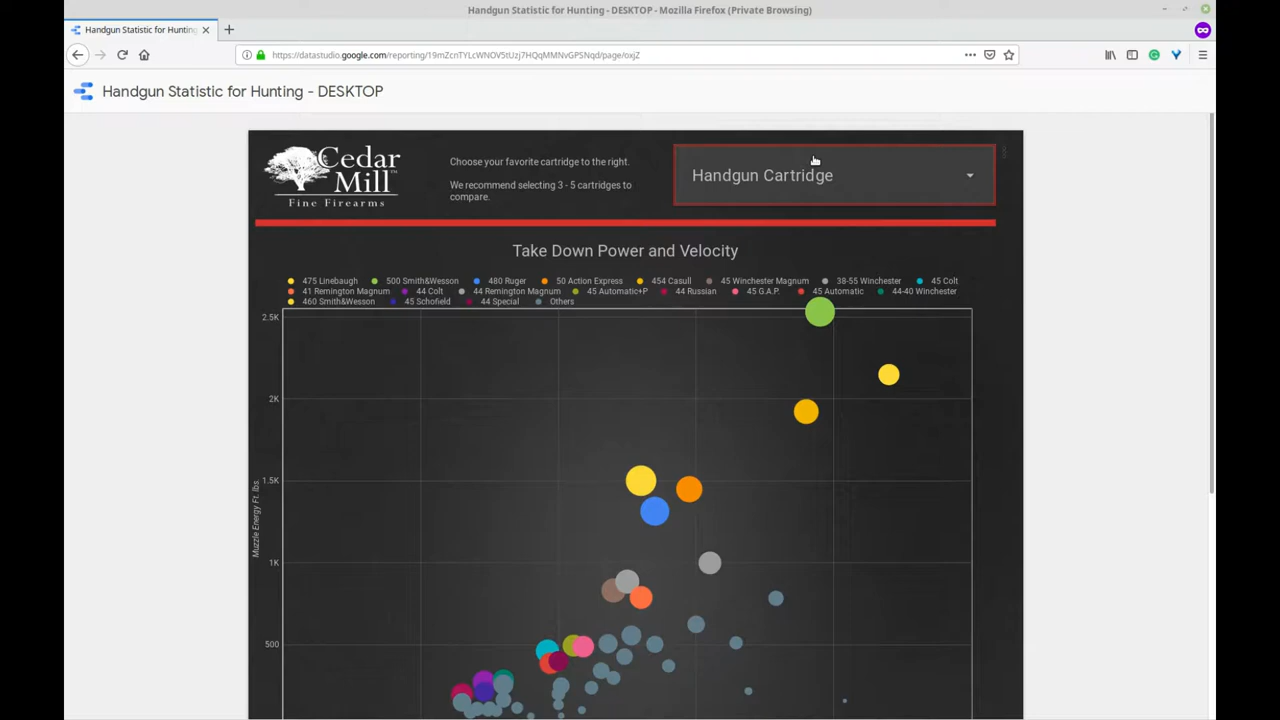 Handgun Statistic for Hunting - DESKTOP - Mozilla Firefox (Private Browsing)
Handgun Statistic for Hunting
https://datastudio.google.com/reporting/19mZcnTYLcWNOV5tUzj7HQqMMNvGPSNqd/page/oxjZ
Handgun Statistic for Hunting - DESKTOP
Cedar
Mill
Fine Firearms
Choose your favorite cartridge to the right.
We recommend selecting 3 - 5 cartridges to
compare.
Handgun Cartridge
Take Down Power and Velocity
475 Linebaugh 500 Smith&Wesson 480 Ruger 50 Action Express 454 Casull 45 Winchester Magnum 38-55 Winchester 45 Colt
41 Remington Magnum 44 Colt 44 Remington Magnum 45 Automatic+P 44 Russian 45 G.A.P. 45 Automatic 44-40 Winchester
460 Smith&Wesson 45 Schofield 44 Special Others
2.5K
2K
1.5K
1K
500
Muzzle Energy Ft. lbs.